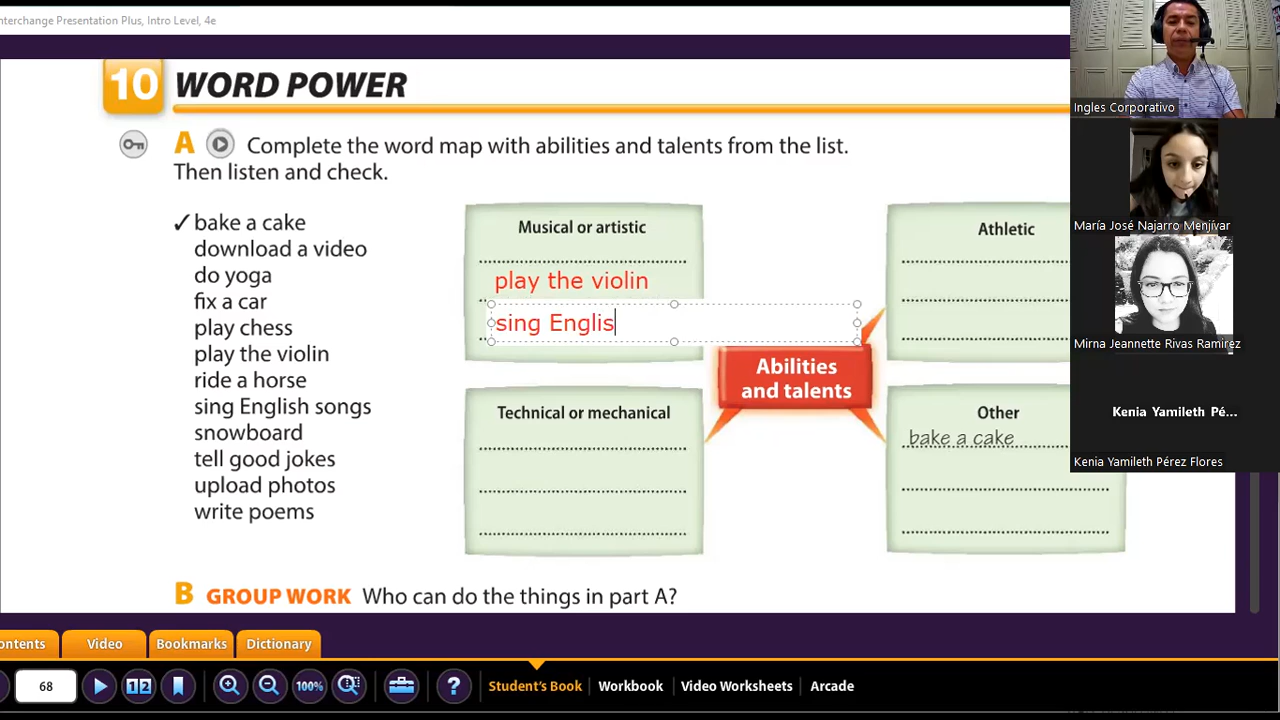 nterchange Presentation Plus, Intro Level, 4e
10 WORD POWER
A Complete the word map with abilities and talents from the list.
Then listen and check.
✓ bake a cake
download a video
do yoga
fix a car
play chess
play the violin
ride a horse
sing English songs
snowboard
tell good jokes
upload photos
write poems
Musical or artistic
play the violin
sing Englis
Athletic
Abilities
and talents
Technical or mechanical
Other
bake a cake
B GROUP WORK Who can do the things in part A?
Ingles Corporativo
María José Najarro Menjívar
Mirna Jeannette Rivas Ramirez
Kenia Yamileth Pé...
Kenia Yamileth Pérez Flores
ontents Video Bookmarks Dictionary
68 1 2 100% ? Student's Book Workbook Video Worksheets Arcade